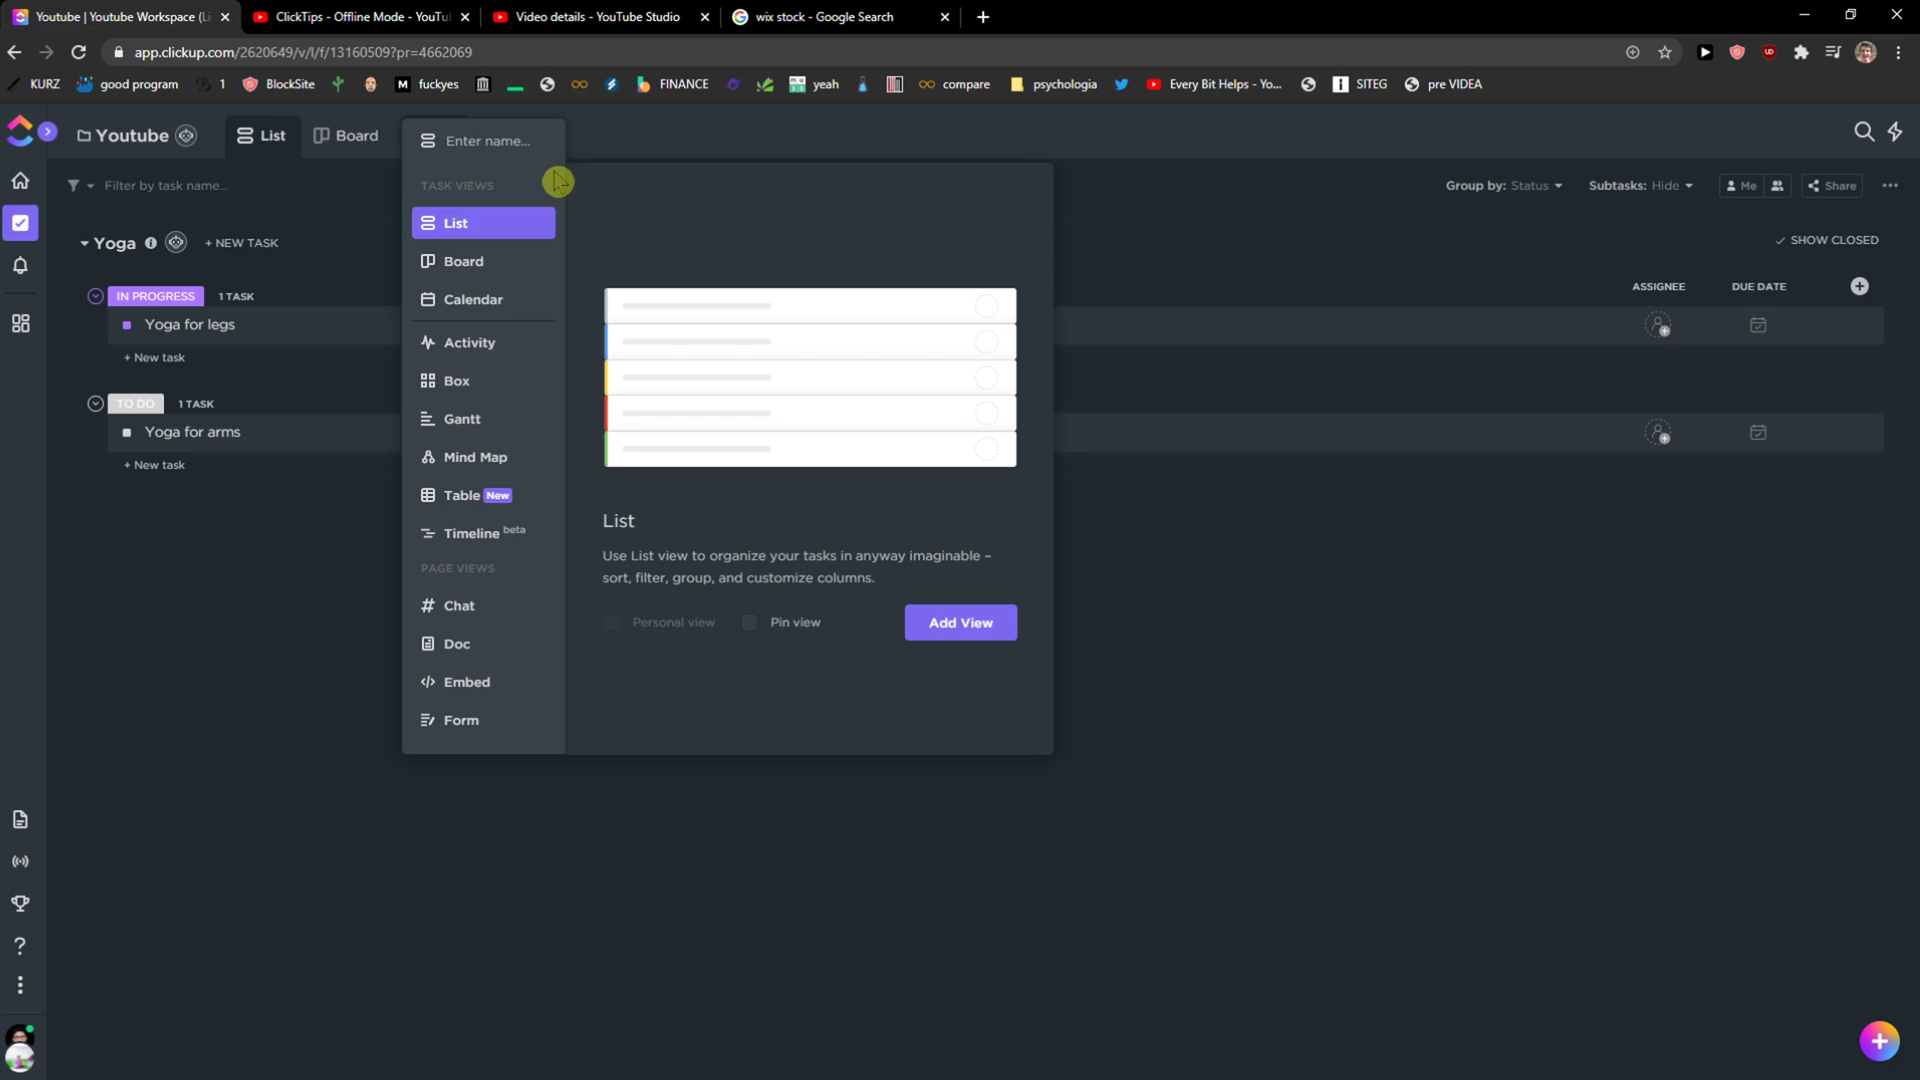 Youtube | Youtube Workspace (Li
ClickTips - Offline Mode - YouTu
Video details - YouTube Studio
wix stock - Google Search
app.clickup.com/2620649/v/l/f/13160509?pr=4662069
KURZ
good program
1
BlockSite
fuckyes
FINANCE
yeah
compare
psychologia
Every Bit Helps - Yo...
SITEG
pre VIDEA
Youtube
List
Board
Enter name...
Filter by task name...
TASK VIEWS
Group by: Status
Subtasks: Hide
Me
Share
List
Yoga
+ NEW TASK
SHOW CLOSED
Board
IN PROGRESS
1 TASK
Calendar
ASSIGNEE
DUE DATE
Yoga for legs
Activity
+ New task
Box
TO DO
1 TASK
Gantt
Yoga for arms
Mind Map
+ New task
Table New
Timeline beta
List
Use List view to organize your tasks in anyway imaginable –
sort, filter, group, and customize columns.
PAGE VIEWS
Chat
Personal view
Pin view
Add View
Doc
Embed
Form